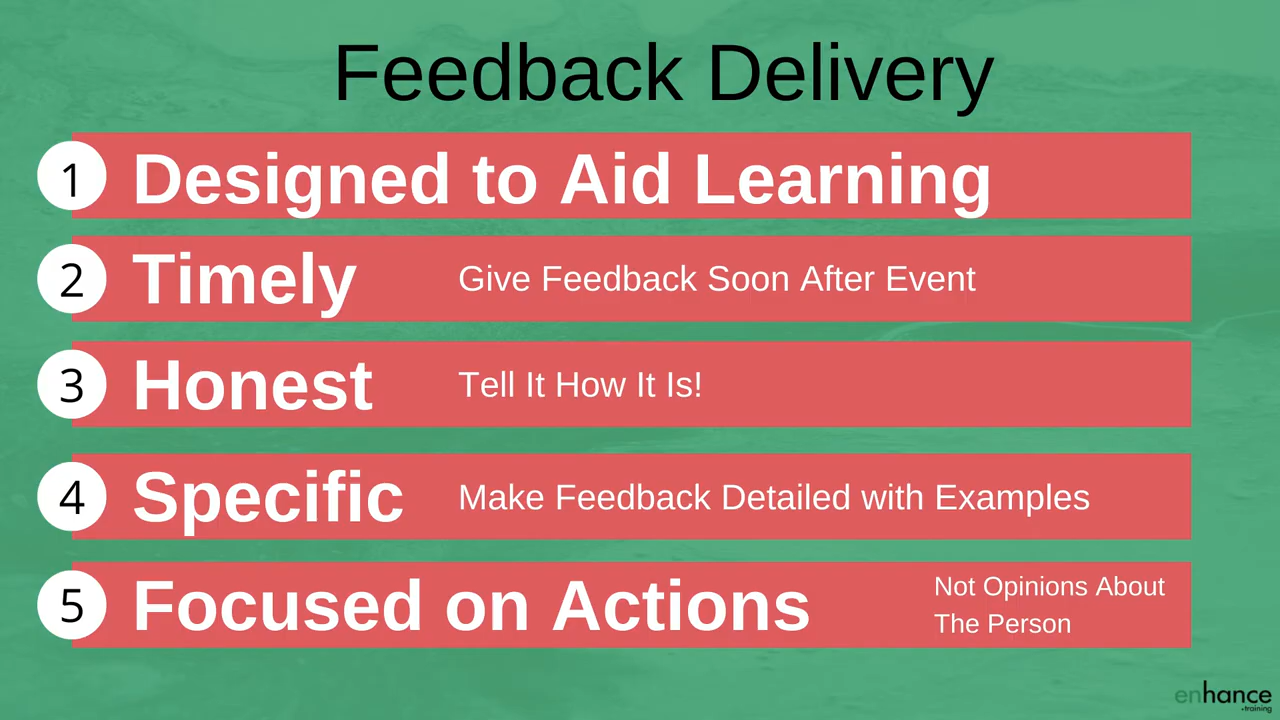 Feedback Delivery
1 Designed to Aid Learning
2 Timely Give Feedback Soon After Event
3 Honest Tell It How It Is!
4 Specific Make Feedback Detailed with Examples
5 Focused on Actions Not Opinions About
The Person
enhance
.training